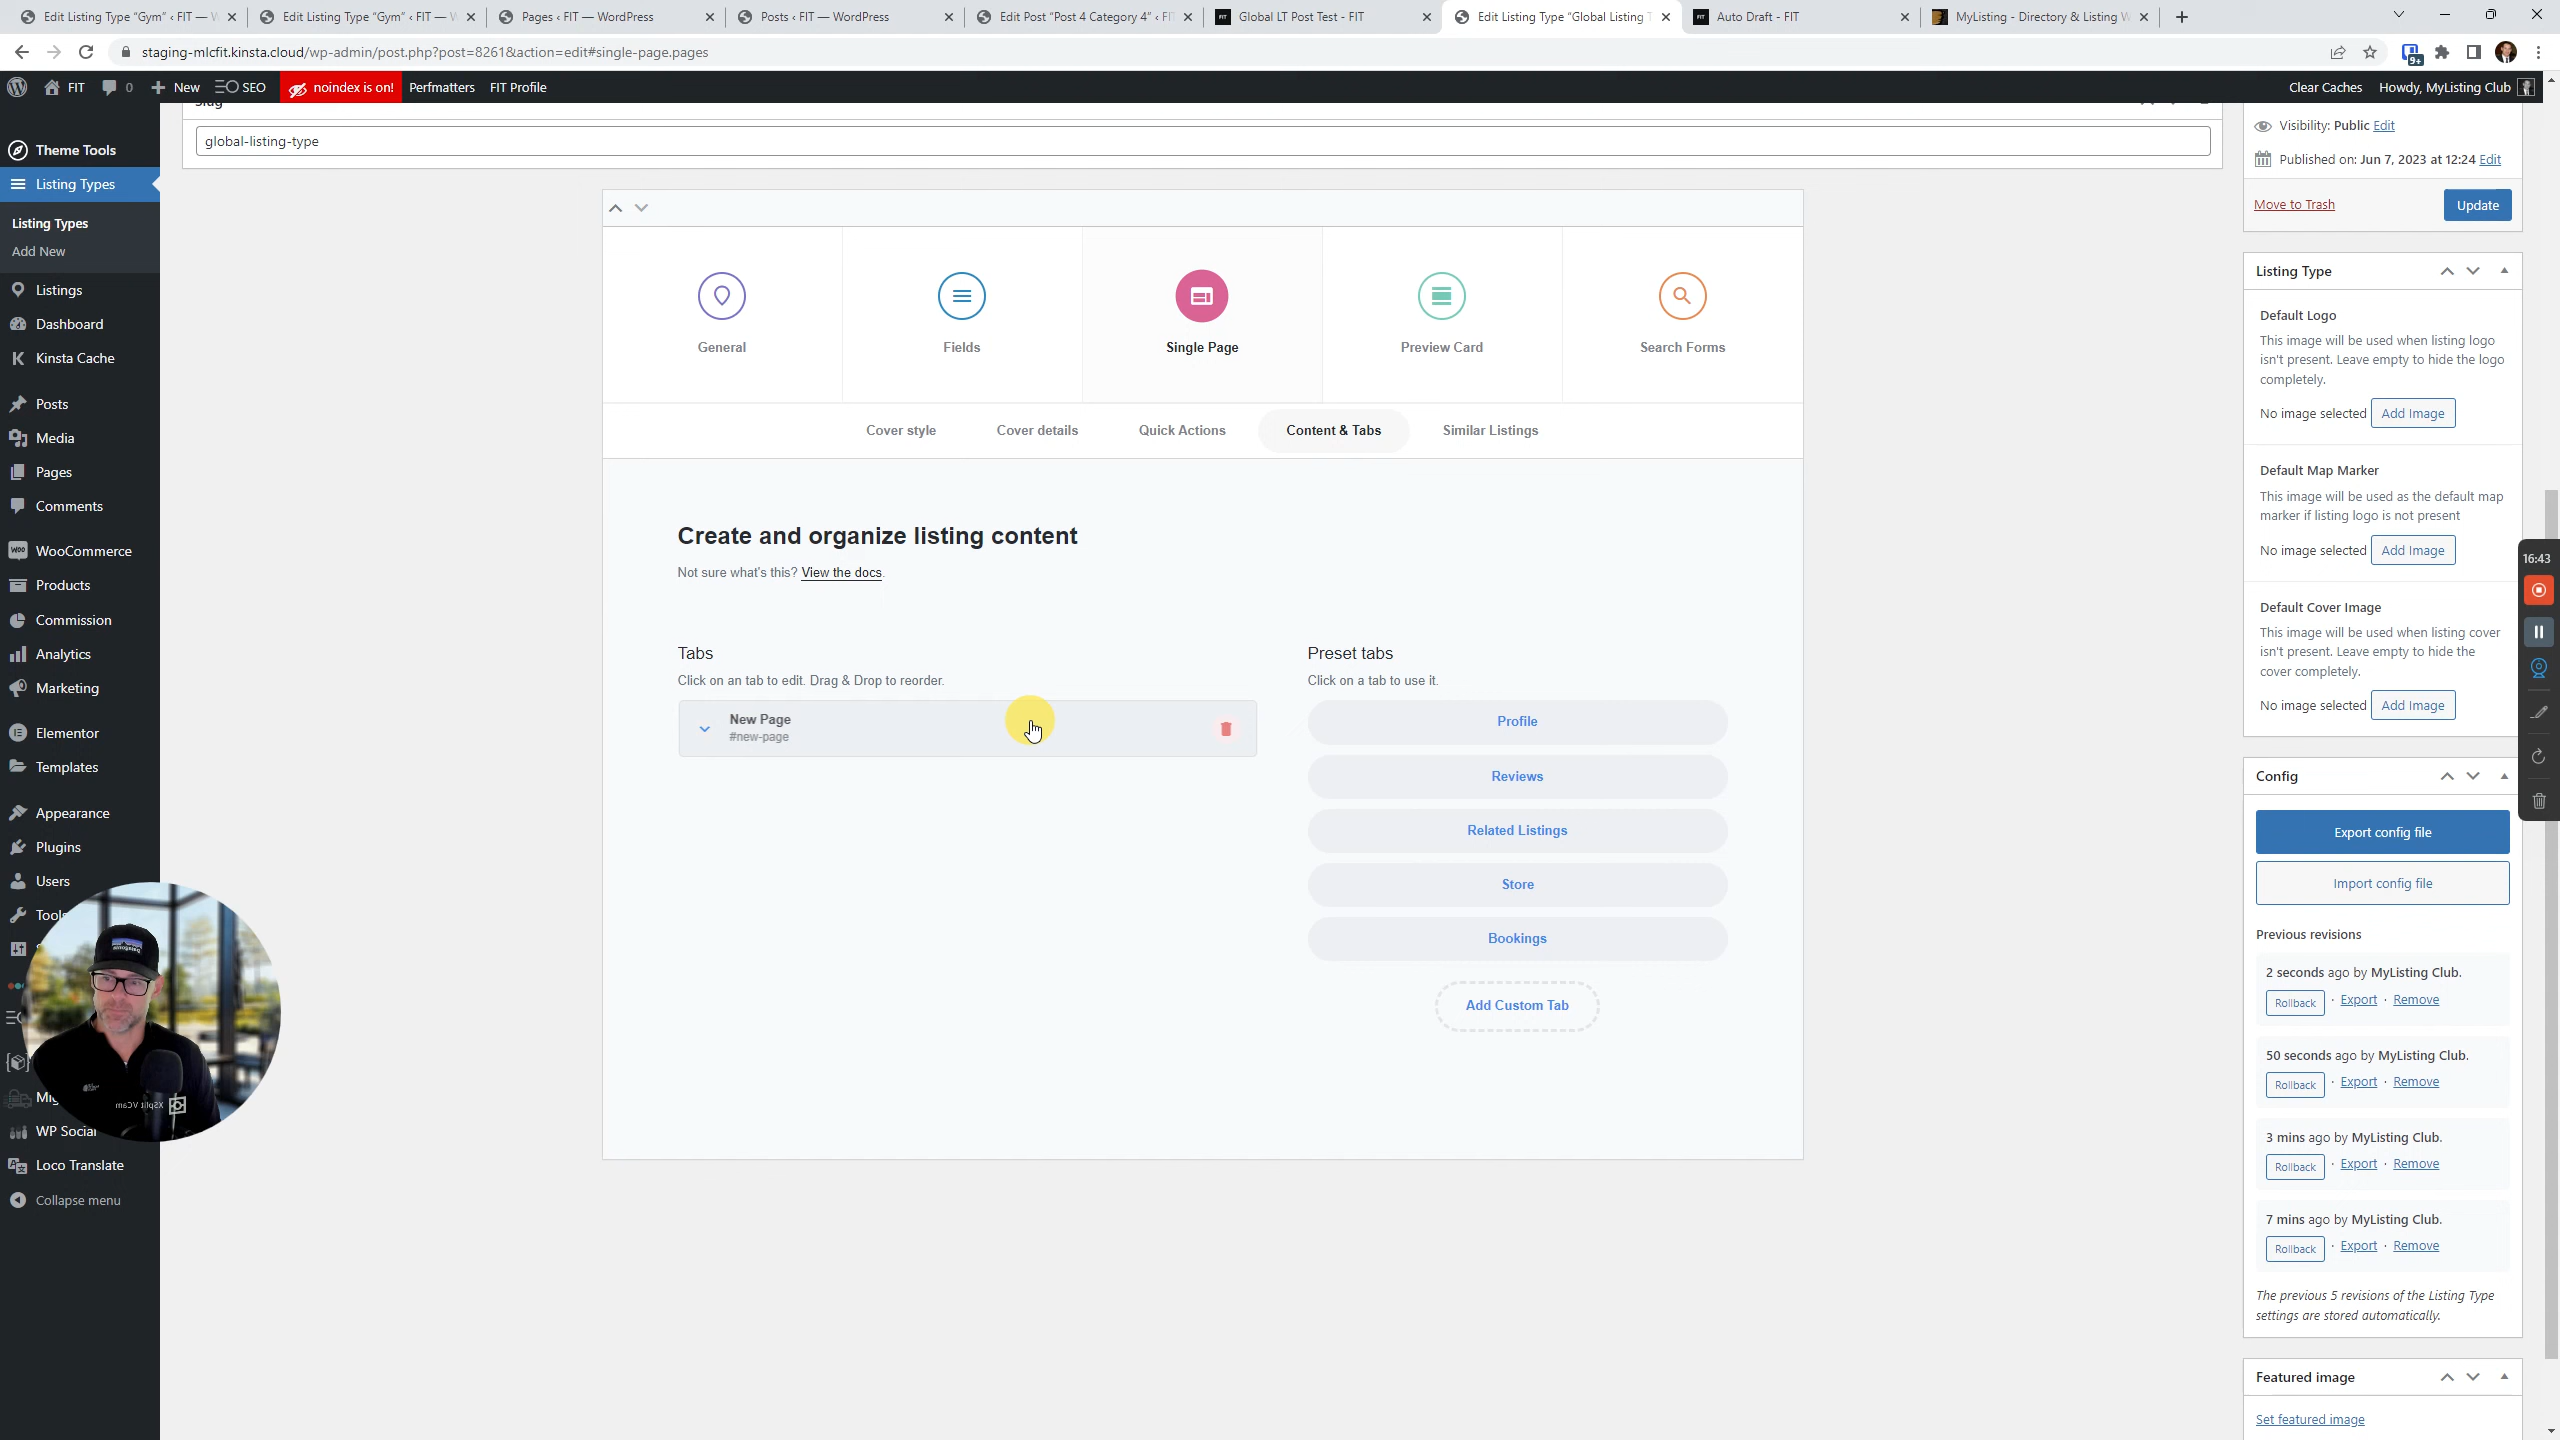 Edit Listing Type "Gym" ‹ FIT — W
Edit Listing Type "Gym" ‹ FIT — W
Pages ‹ FIT — WordPress
Posts ‹ FIT — WordPress
Edit Post "Post 4 Category 4" ‹ FI
Global LT Post Test - FIT
Edit Listing Type "Global Listing T
Auto Draft - FIT
MyListing - Directory & Listing W
staging-mlcfit.kinsta.cloud/wp-admin/post.php?post=8261&action=edit#single-page.pages
9+
FIT
0
New
SEO
noindex is on!
Perfmatters
FIT Profile
Clear Caches
Howdy, MyListing Club
Theme Tools
Listing Types
Listing Types
Add New
Listings
Dashboard
Kinsta Cache
Posts
Media
Pages
Comments
WooCommerce
Products
Commission
Analytics
Marketing
Elementor
Templates
Appearance
Plugins
Users
Tools
WP Social
Loco Translate
Collapse menu
XSplit VCam
Slug
global-listing-type
General
Fields
Single Page
Preview Card
Search Forms
Cover style
Cover details
Quick Actions
Content & Tabs
Similar Listings
Create and organize listing content
Not sure what's this? View the docs.
Tabs
Click on an tab to edit. Drag & Drop to reorder.
New Page
#new-page
Preset tabs
Click on a tab to use it.
Profile
Reviews
Related Listings
Store
Bookings
Add Custom Tab
Visibility: Public Edit
Published on: Jun 7, 2023 at 12:24 Edit
Move to Trash
Update
Listing Type
Default Logo
This image will be used when listing logo
isn't present. Leave empty to hide the logo
completely.
No image selected Add Image
Default Map Marker
This image will be used as the default map
marker if listing logo is not present
No image selected Add Image
Default Cover Image
This image will be used when listing cover
isn't present. Leave empty to hide the
cover completely.
No image selected Add Image
Config
Export config file
Import config file
Previous revisions
2 seconds ago by MyListing Club.
Rollback · Export · Remove
50 seconds ago by MyListing Club.
Rollback · Export · Remove
3 mins ago by MyListing Club.
Rollback · Export · Remove
7 mins ago by MyListing Club.
Rollback · Export · Remove
The previous 5 revisions of the Listing Type
settings are stored automatically.
Featured image
Set featured image
16:43